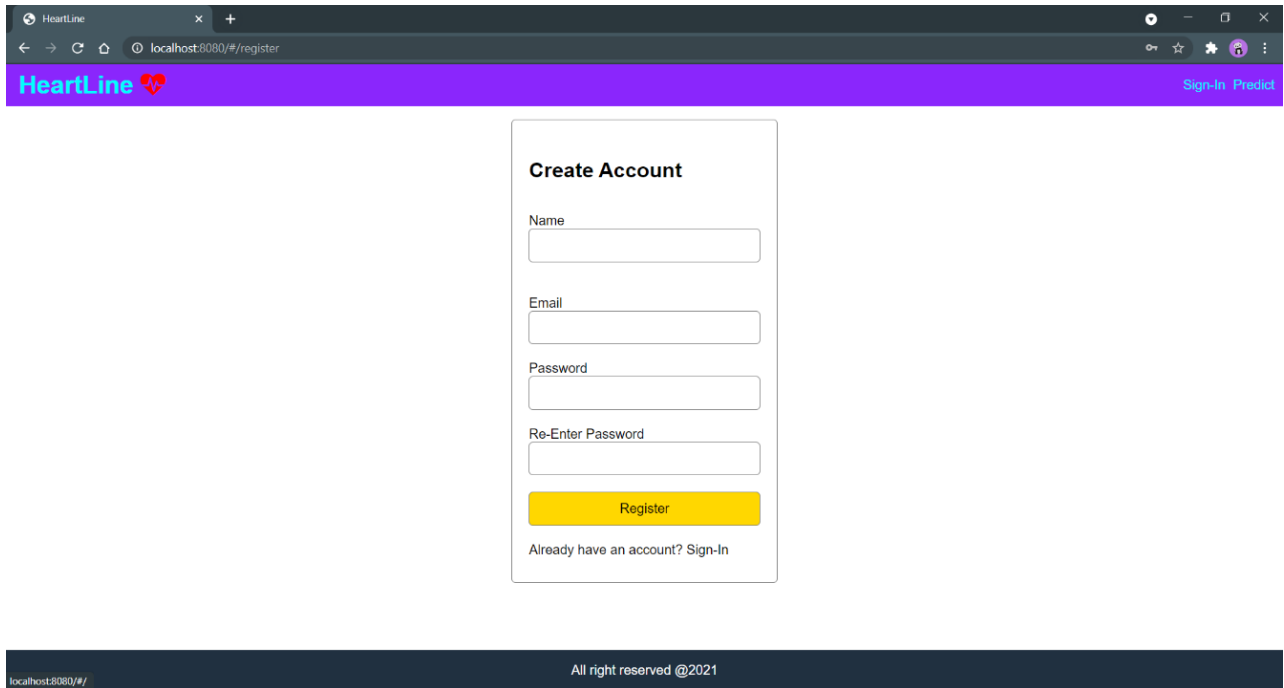 HeartLine
localhost:8080/#/register
HeartLine
Sign-In Predict
Create Account
Name
Email
Password
Re-Enter Password
Register
Already have an account? Sign-In
All right reserved @2021
localhost:8080/#/